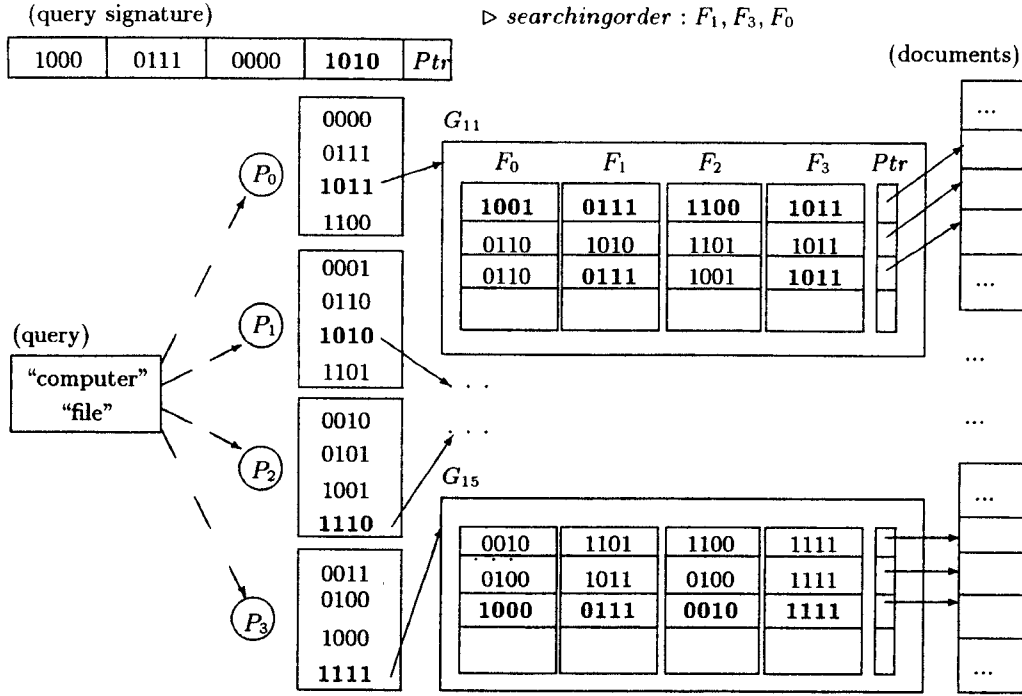 (query signature)
▷ searchingorder : F₁, F₃, F₀
1000 0111 0000 1010 Ptr
(documents)
0000
0111
1011
1100
P₀
G₁₁
F₀ F₁ F₂ F₃ Ptr
1001 0111 1100 1011
0110 1010 1101 1011
0110 0111 1001 1011
...
...
0001
0110
1010
1101
P₁
(query)
"computer"
"file"
. . .
...
0010
0101
1001
1110
P₂
. . .
...
G₁₅
0010 1101 1100 1111
. . .
0100 1011 0100 1111
1000 0111 0010 1111
...
...
0011
0100
1000
1111
P₃